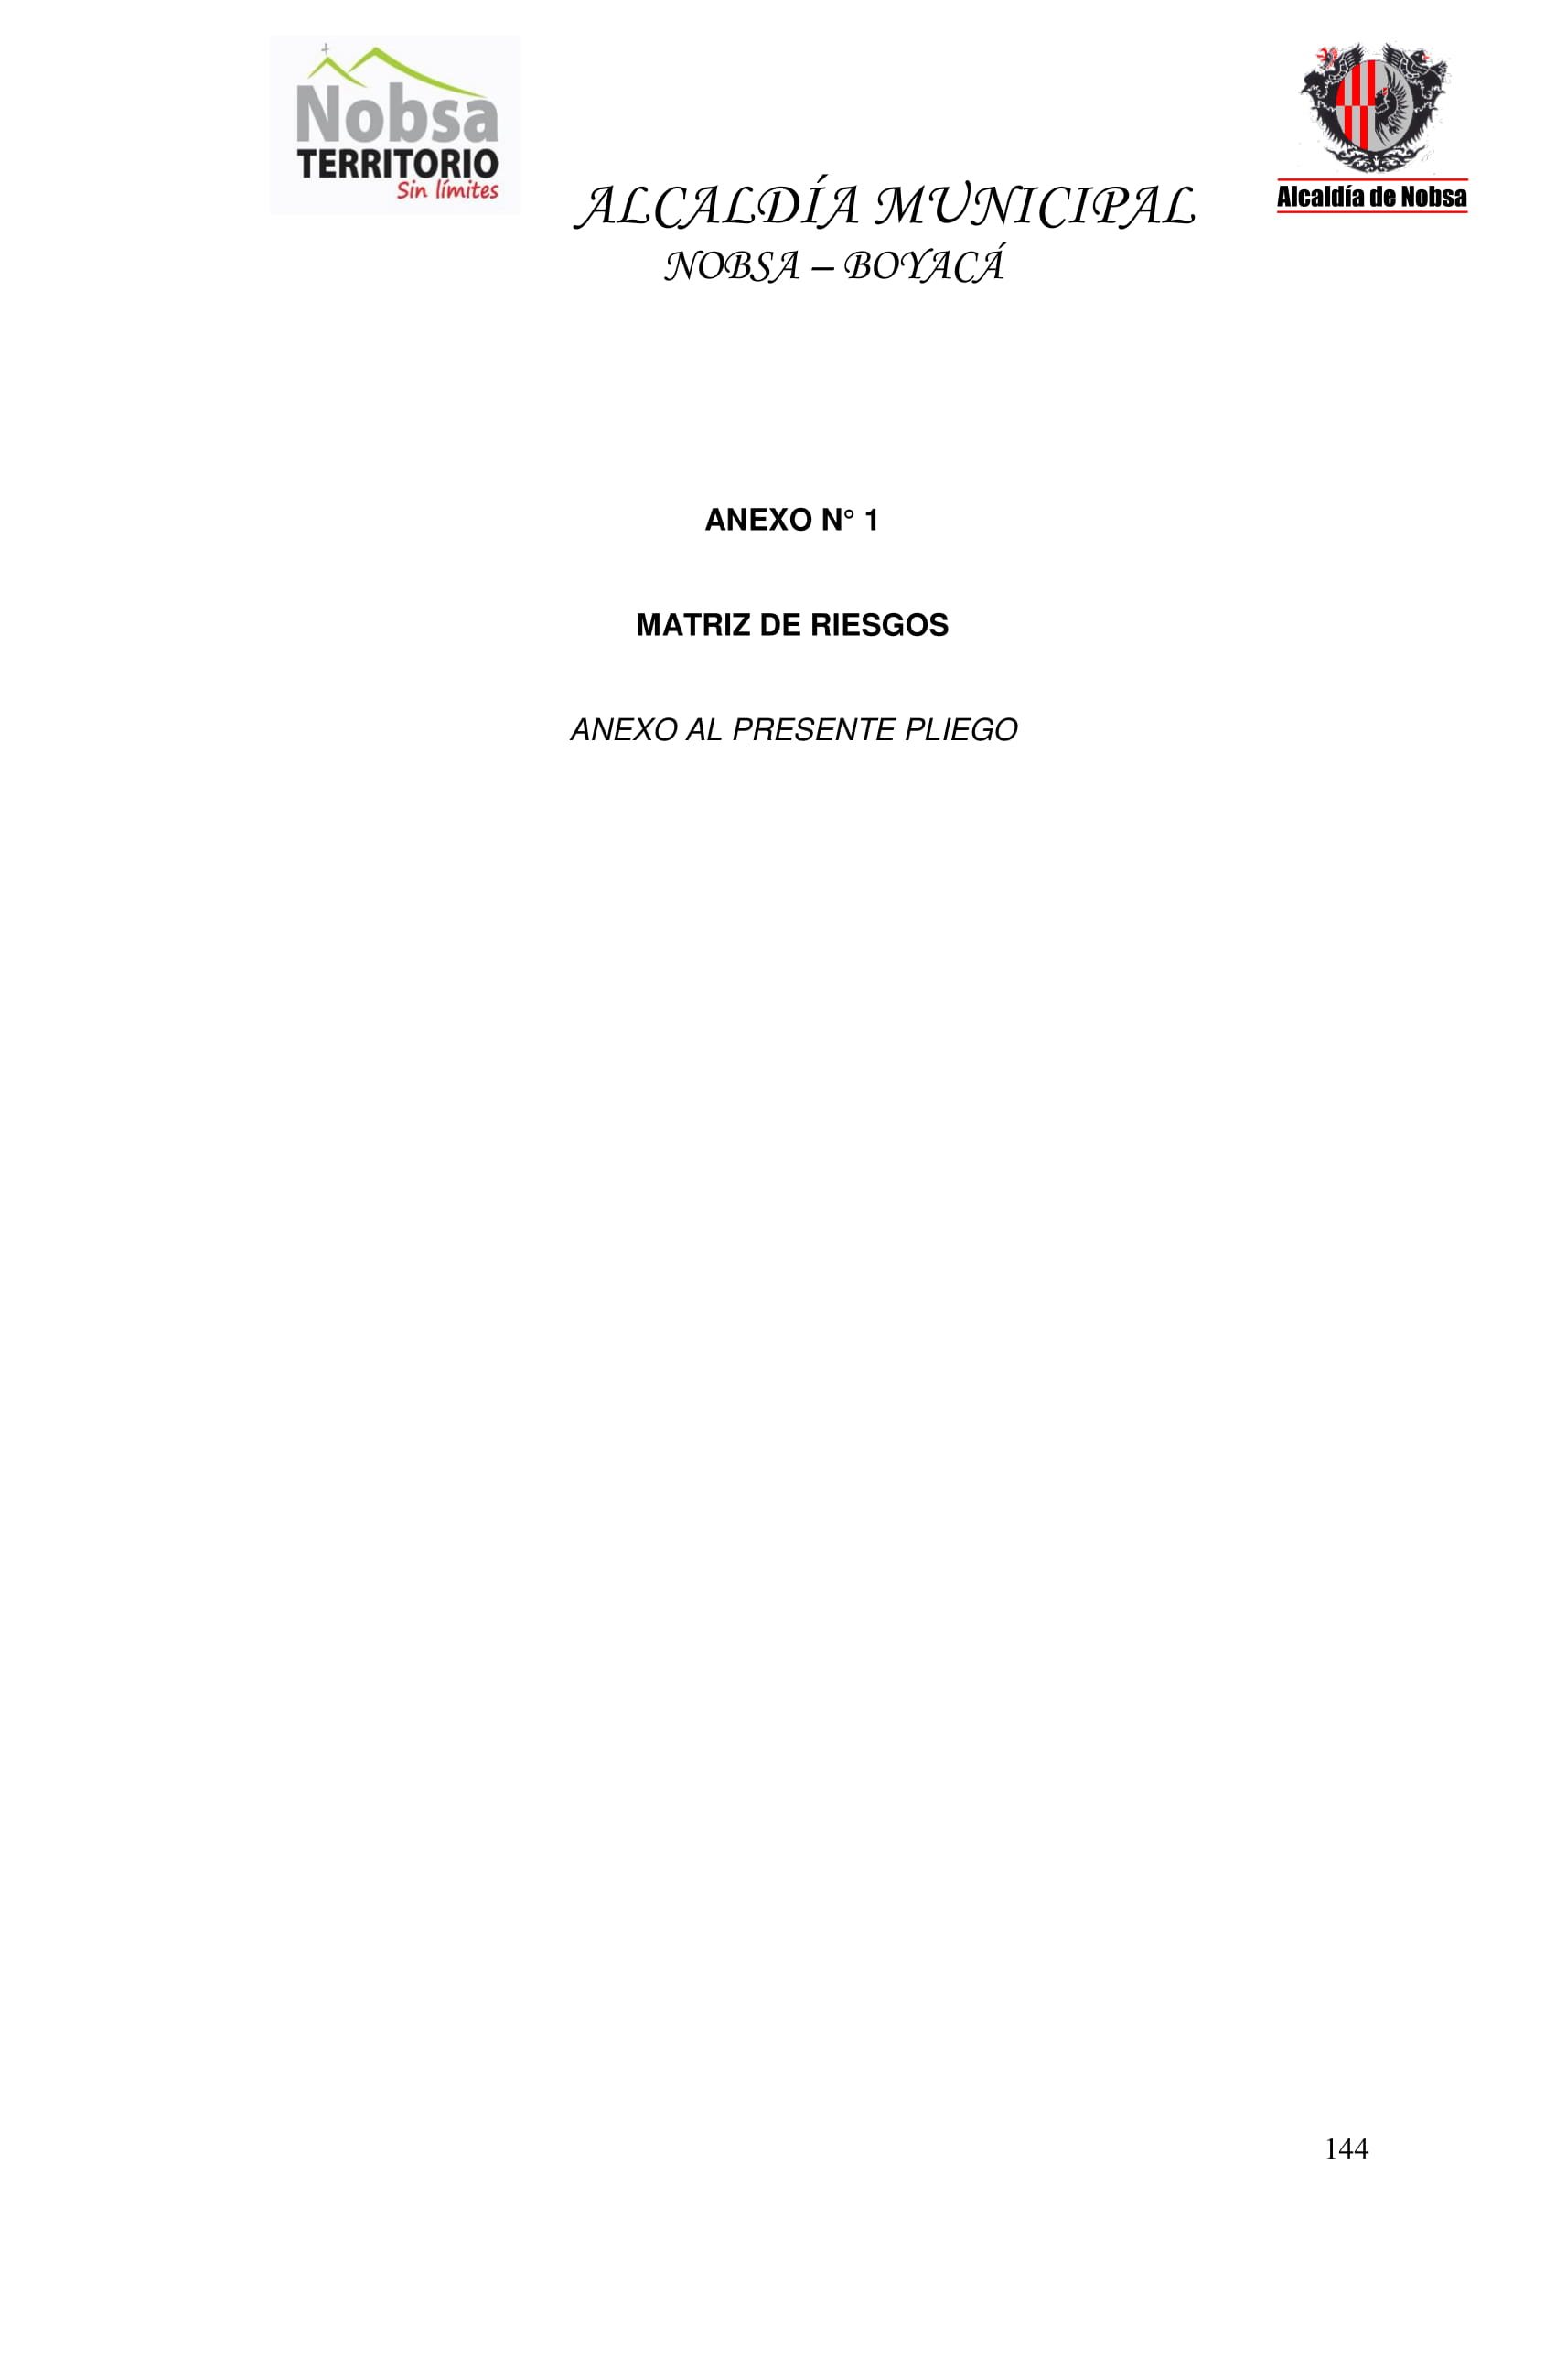 Nobsa
TERRITORIO
Sin límites
Alcaldía de Nobsa
ALCALDÍA MUNICIPAL
NOBSA – BOYACÁ
ANEXO N° 1
MATRIZ DE RIESGOS
ANEXO AL PRESENTE PLIEGO
144